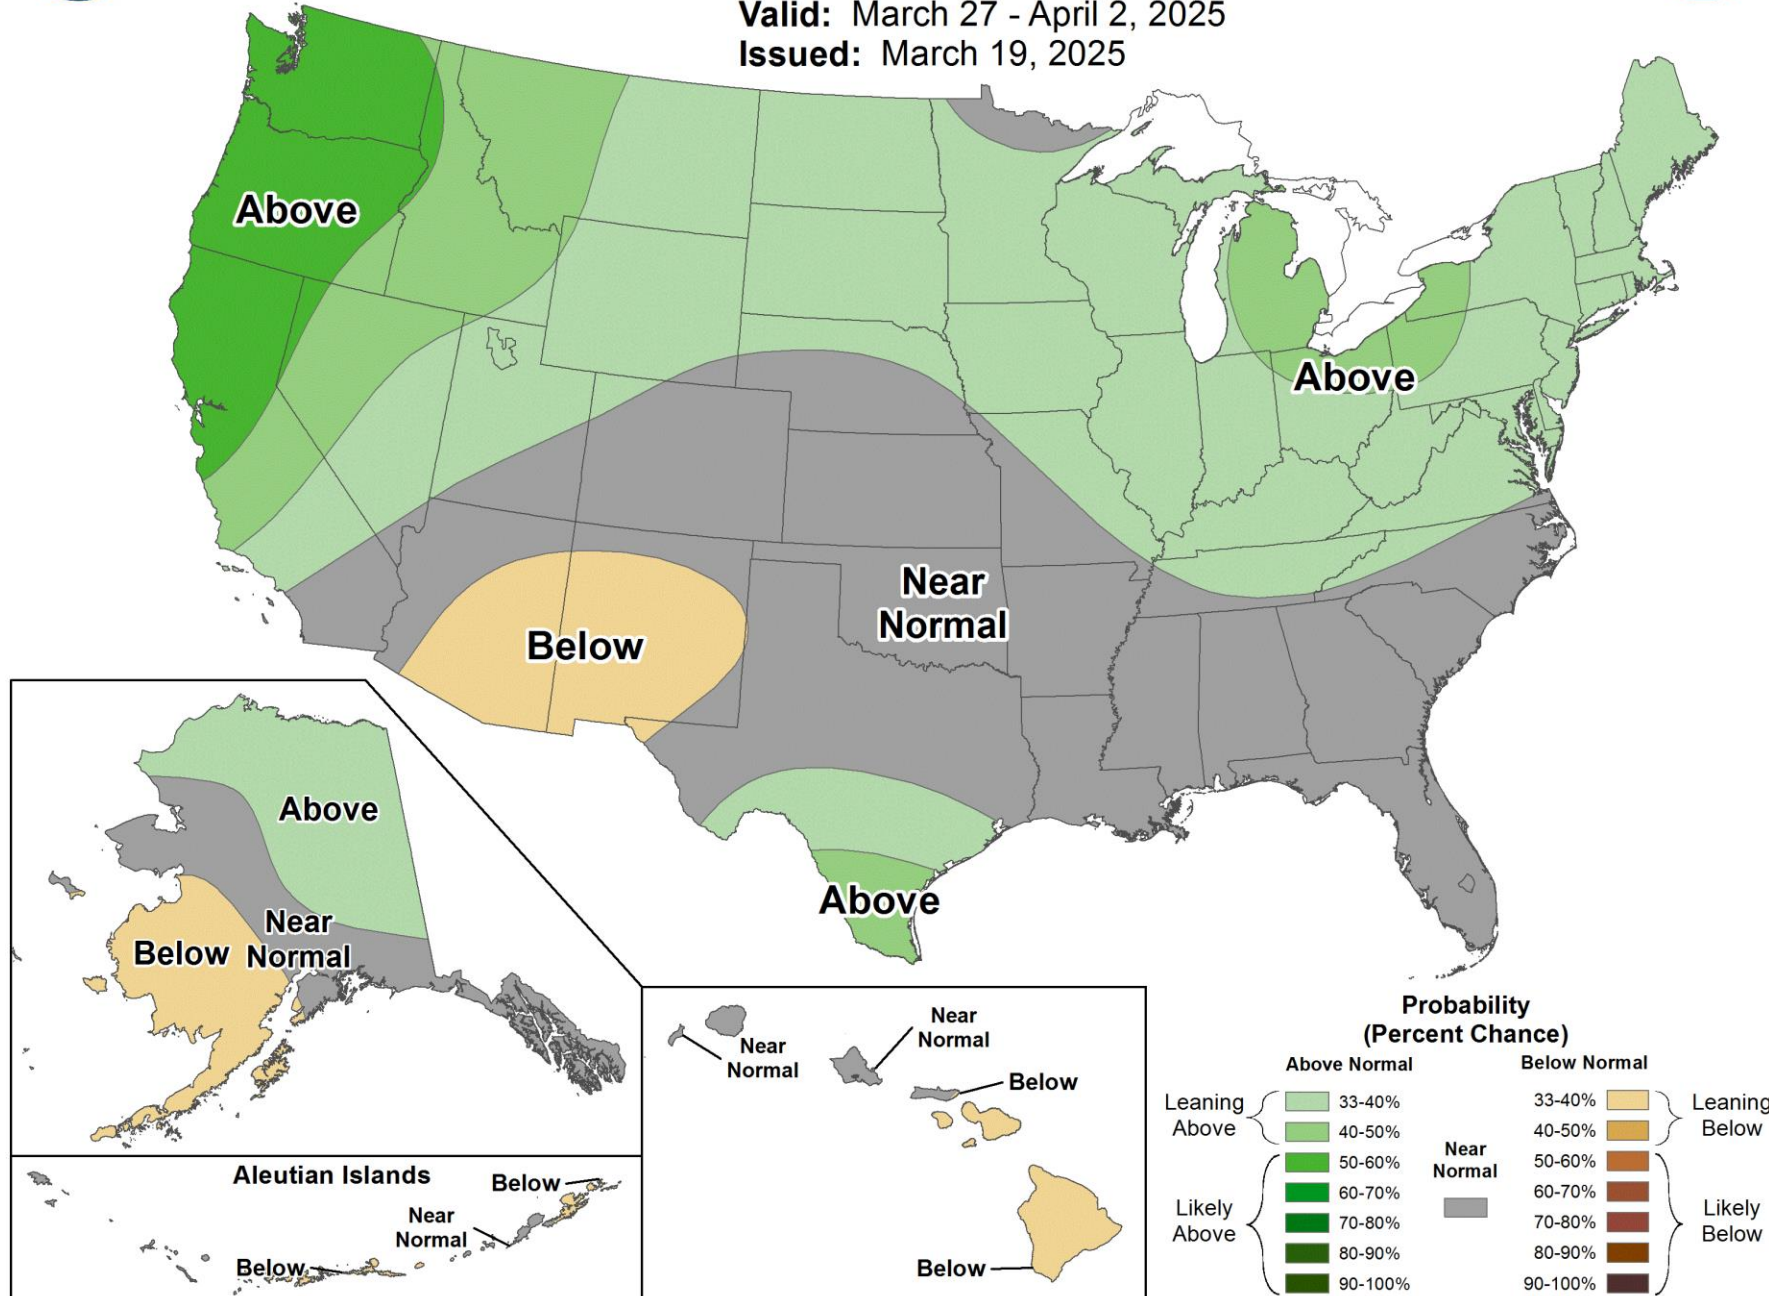 Valid: March 27 - April 2, 2025
Issued: March 19, 2025
Above
Above
Near
Normal
Below
Above
Above
Near
Normal
Below
Near
Normal
Near
Normal
Below
Below
Aleutian Islands
Below
Near
Normal
Below
Probability
(Percent Chance)
Above Normal
Below Normal
Leaning
Above
33-40%
40-50%
Likely
Above
50-60%
60-70%
70-80%
80-90%
90-100%
Near
Normal
33-40%
40-50%
Leaning
Below
50-60%
60-70%
70-80%
80-90%
90-100%
Likely
Below